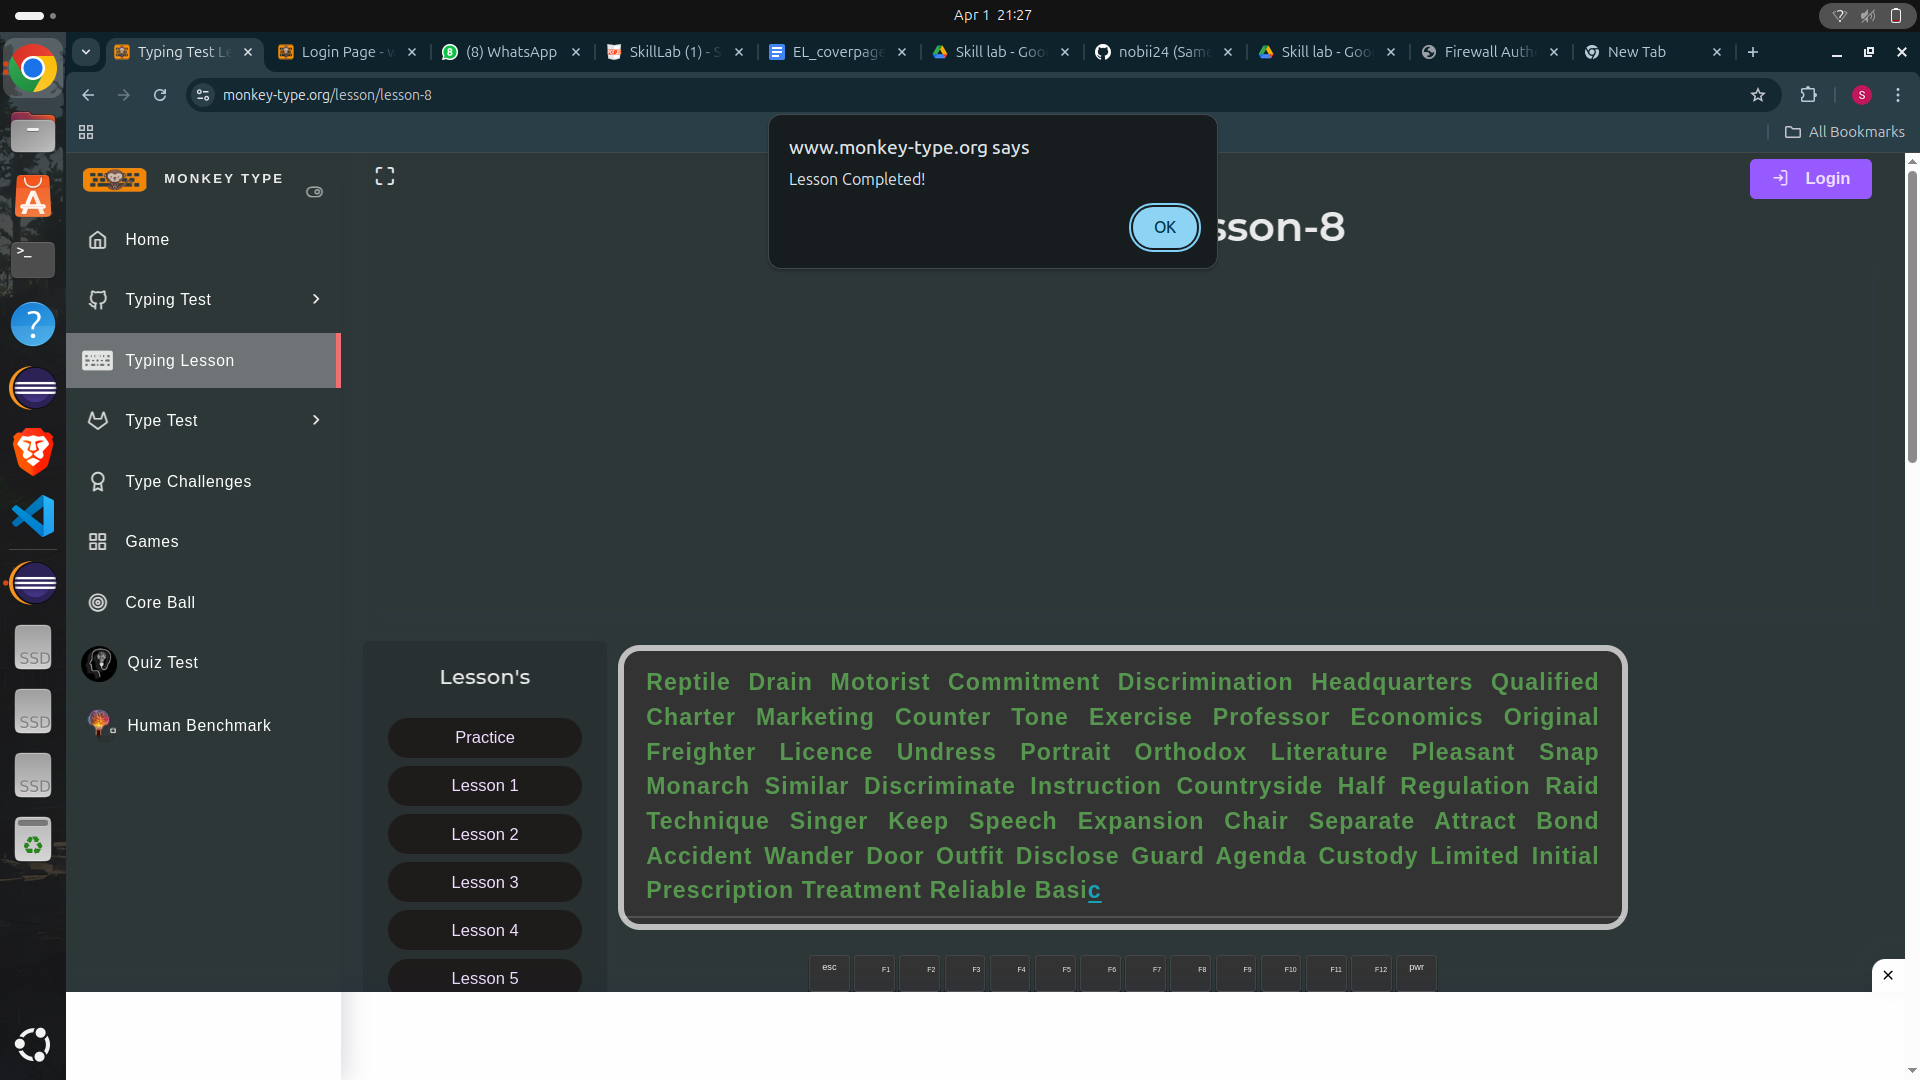 Apr 1 21:27
Typing Test Le
Login Page - w
(8) WhatsApp
SkillLab (1) - S
EL_coverpage
Skill lab - Goo
nobii24 (Same
Skill lab - Goo
Firewall Authe
New Tab
monkey-type.org/lesson/lesson-8
S
All Bookmarks
www.monkey-type.org says
Lesson Completed!
OK
MONKEY TYPE
Login
sson-8
Home
Typing Test
Typing Lesson
Type Test
Type Challenges
Games
Core Ball
Quiz Test
Human Benchmark
SSD
SSD
SSD
Lesson's
Practice
Lesson 1
Lesson 2
Lesson 3
Lesson 4
Lesson 5
Reptile Drain Motorist Commitment Discrimination Headquarters Qualified
Charter Marketing Counter Tone Exercise Professor Economics Original
Freighter Licence Undress Portrait Orthodox Literature Pleasant Snap
Monarch Similar Discriminate Instruction Countryside Half Regulation Raid
Technique Singer Keep Speech Expansion Chair Separate Attract Bond
Accident Wander Door Outfit Disclose Guard Agenda Custody Limited Initial
Prescription Treatment Reliable Basic
esc F1 F2 F3 F4 F5 F6 F7 F8 F9 F10 F11 F12 pwr